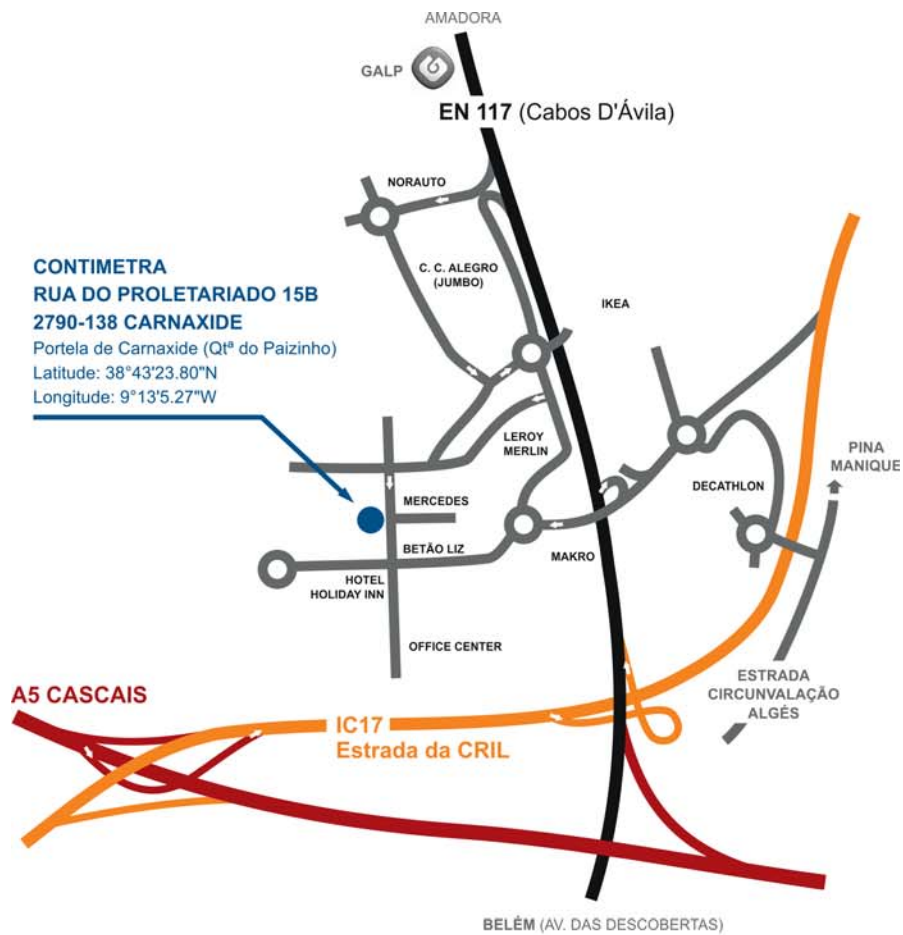 AMADORA
GALP
EN 117 (Cabos D'Ávila)
NORAUTO
C. C. ALEGRO
(JUMBO)
IKEA
CONTIMETRA
RUA DO PROLETARIADO 15B
2790-138 CARNAXIDE
Portela de Carnaxide (Qtª do Paizinho)
Latitude: 38°43'23.80"N
Longitude: 9°13'5.27"W
LEROY
MERLIN
PINA
MANIQUE
DECATHLON
MERCEDES
BETÃO LIZ
MAKRO
HOTEL
HOLIDAY INN
OFFICE CENTER
ESTRADA
CIRCUNVALAÇÃO
ALGÉS
A5 CASCAIS
IC17
Estrada da CRIL
BELÉM (AV. DAS DESCOBERTAS)